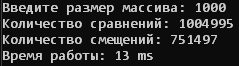 Введите размер массива: 1000
Количество сравнений: 1004995
Количество смещений: 751497
Время работы: 13 ms